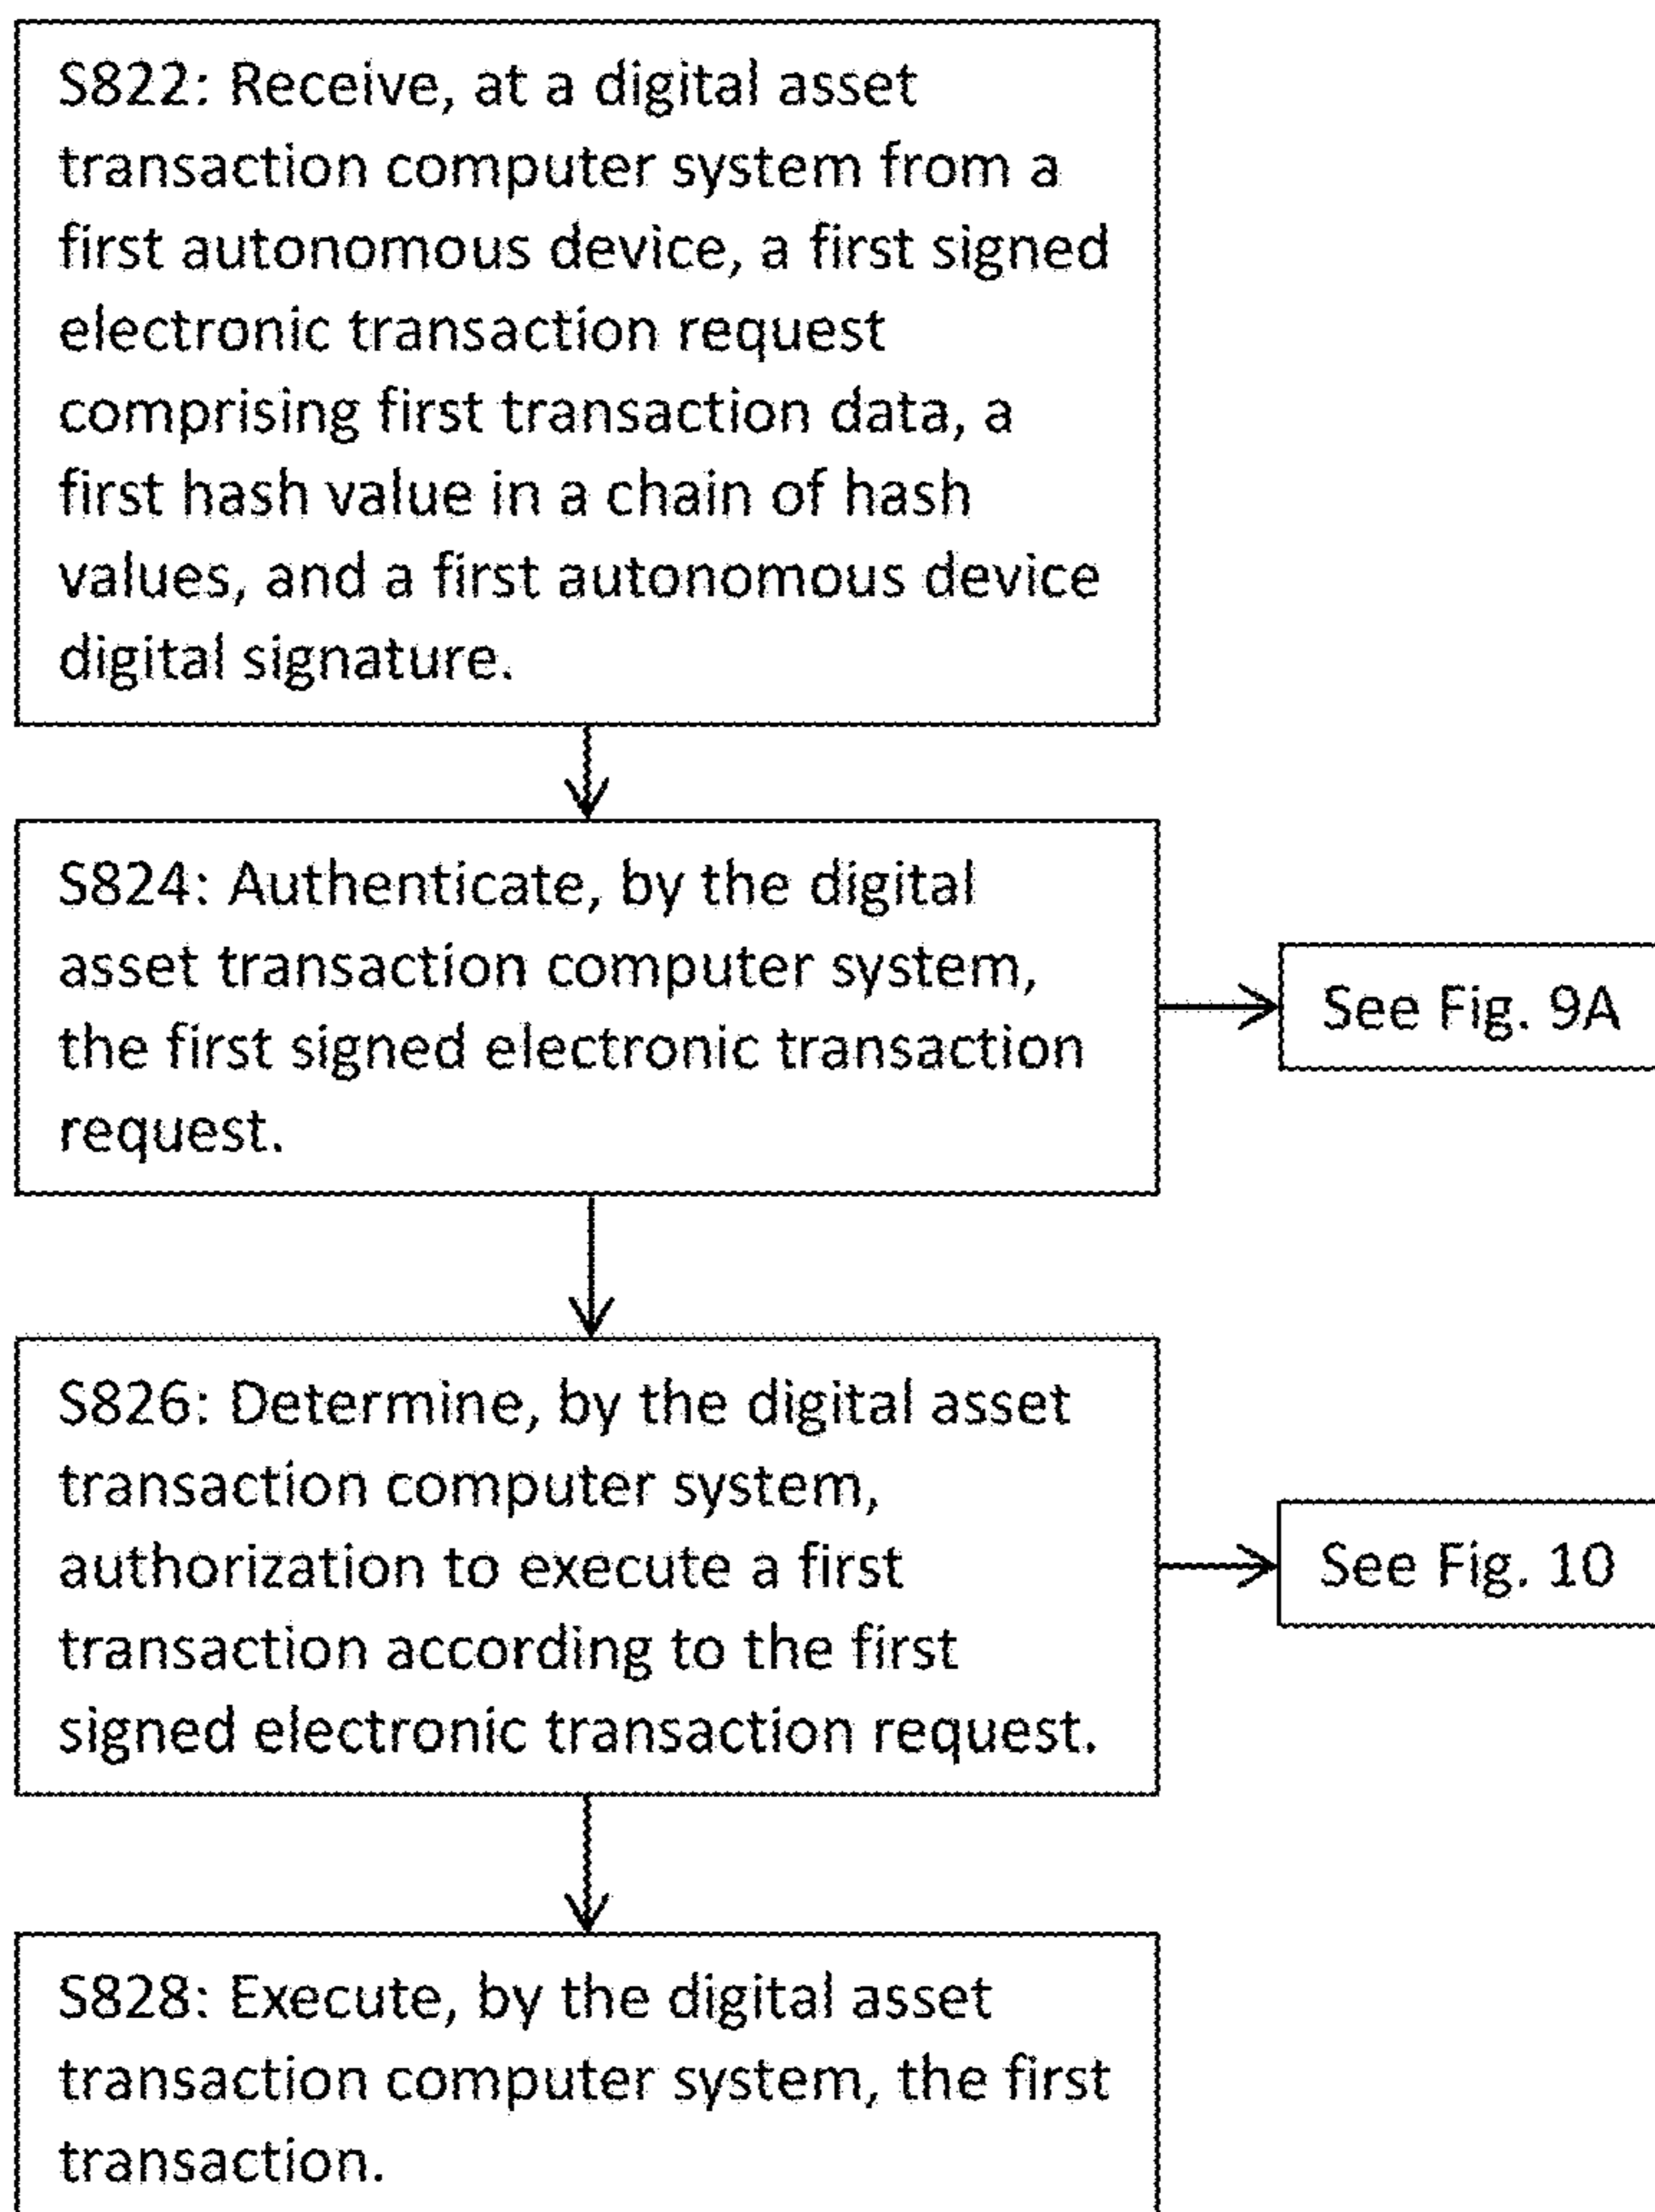 S822: Receive, at a digital asset
transaction computer system from a
first autonomous device, a first signed
electronic transaction request
comprising first transaction data, a
first hash value in a chain of hash
values, and a first autonomous device
digital signature.
S824: Authenticate, by the digital
asset transaction computer system,
the first signed electronic transaction
request.
See Fig. 9A
S826: Determine, by the digital asset
transaction computer system,
authorization to execute a first
transaction according to the first
signed electronic transaction request.
See Fig. 10
S828: Execute, by the digital asset
transaction computer system, the first
transaction.